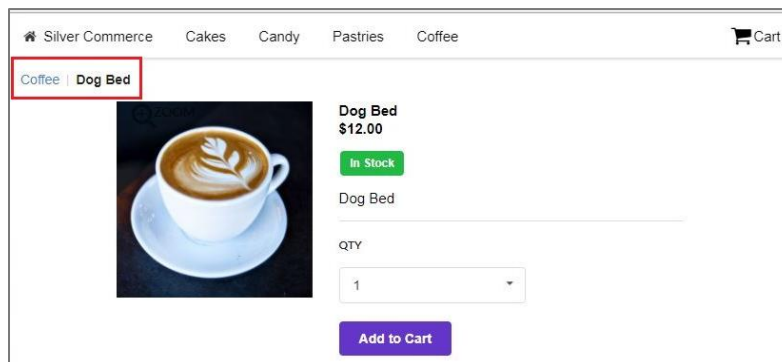 Silver Commerce Cakes Candy Pastries Coffee Cart
Coffee | Dog Bed
ZOOM
Dog Bed
$12.00
In Stock
Dog Bed
QTY
1
Add to Cart